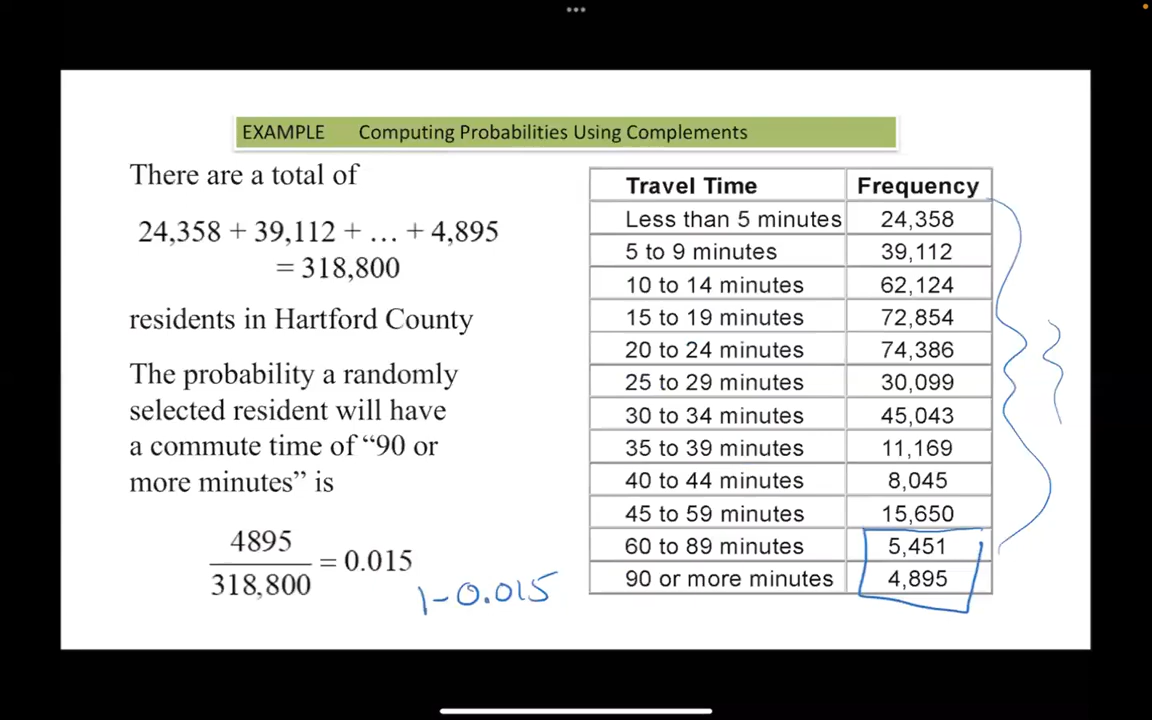 EXAMPLE Computing Probabilities Using Complements
There are a total of
24,358 + 39,112 + … + 4,895
= 318,800
residents in Hartford County
The probability a randomly
selected resident will have
a commute time of “90 or
more minutes” is
4895
318,800
= 0.015
1-0.015
Travel Time Frequency
Less than 5 minutes 24,358
5 to 9 minutes 39,112
10 to 14 minutes 62,124
15 to 19 minutes 72,854
20 to 24 minutes 74,386
25 to 29 minutes 30,099
30 to 34 minutes 45,043
35 to 39 minutes 11,169
40 to 44 minutes 8,045
45 to 59 minutes 15,650
60 to 89 minutes 5,451
90 or more minutes 4,895